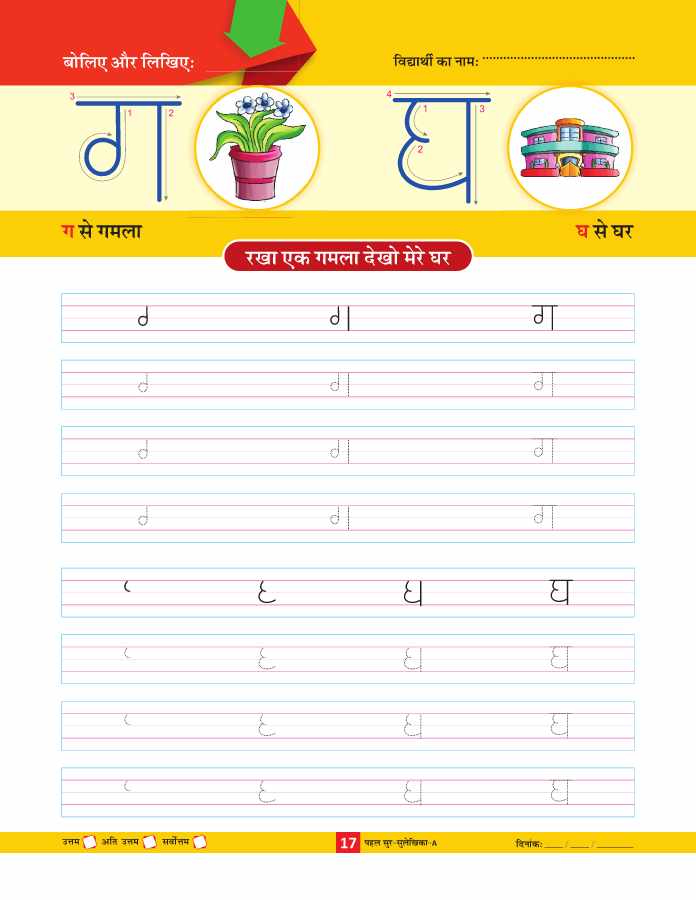 बोलिए और लिखिए:
विद्यार्थी का नाम:
3 1 2
ग
4 1 2 3
घ
ग से गमला
घ से घर
रखा एक गमला देखो मेरे घर
ग
ग
ग
ग
घ घ
घ घ
घ घ
घ घ
उत्तम अति उत्तम सर्वोत्तम
17 पहल सुर-सुलेखिका-A
दिनांक: ____ / ____ / ________